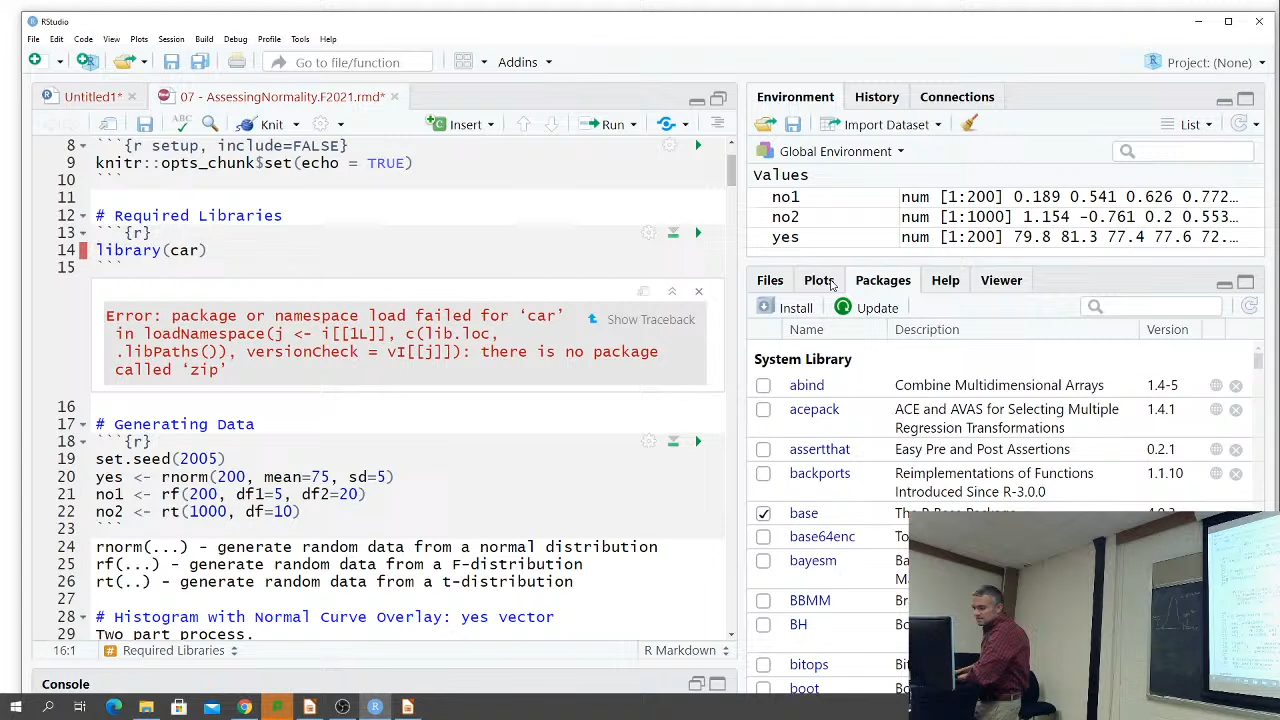 RStudio
File Edit Code View Plots Session Build Debug Profile Tools Help
Go to file/function
Addins
Project: (None)
Untitled1*
07 - AssessingNormality.F2021.rmd*
ABC
Knit
Insert
Run
8 ```{r setup, include=FALSE}
9 knitr::opts_chunk$set(echo = TRUE)
10 ```
11
12 # Required Libraries
13 ```{r}
14 library(car)
15 ```
Error: package or namespace load failed for ‘car’
in loadNamespace(j <- i[[1L]], c(lib.loc,
.libPaths()), versionCheck = vI[[j]]): there is no package
called ‘zip’
Show Traceback
16
17 # Generating Data
18 ```{r}
19 set.seed(2005)
20 yes <- rnorm(200, mean=75, sd=5)
21 no1 <- rf(200, df1=5, df2=20)
22 no2 <- rt(1000, df=10)
23 ```
24 rnorm(...) - generate random data from a normal distribution
25 rf(...) - generate random data from a F-distribution
26 rt(..) - generate random data from a t-distribution
27
28 # Histogram with Normal Curve Overlay: yes vector
29 Two part process.
16:1 # Required Libraries
R Markdown
Console
Environment History Connections
Import Dataset
List
Global Environment
values
no1 num [1:200] 0.189 0.541 0.626 0.772…
no2 num [1:1000] 1.154 -0.761 0.2 0.553…
yes num [1:200] 79.8 81.3 77.4 77.6 72.…
Files Plots Packages Help Viewer
Install Update
Name Description Version
System Library
abind Combine Multidimensional Arrays 1.4-5
acepack ACE and AVAS for Selecting Multiple 1.4.1
Regression Transformations
assertthat Easy Pre and Post Assertions 0.2.1
backports Reimplementations of Functions 1.1.10
Introduced Since R-3.0.0
base
base64enc
bayesm
BBMM
BH
bitops
boot